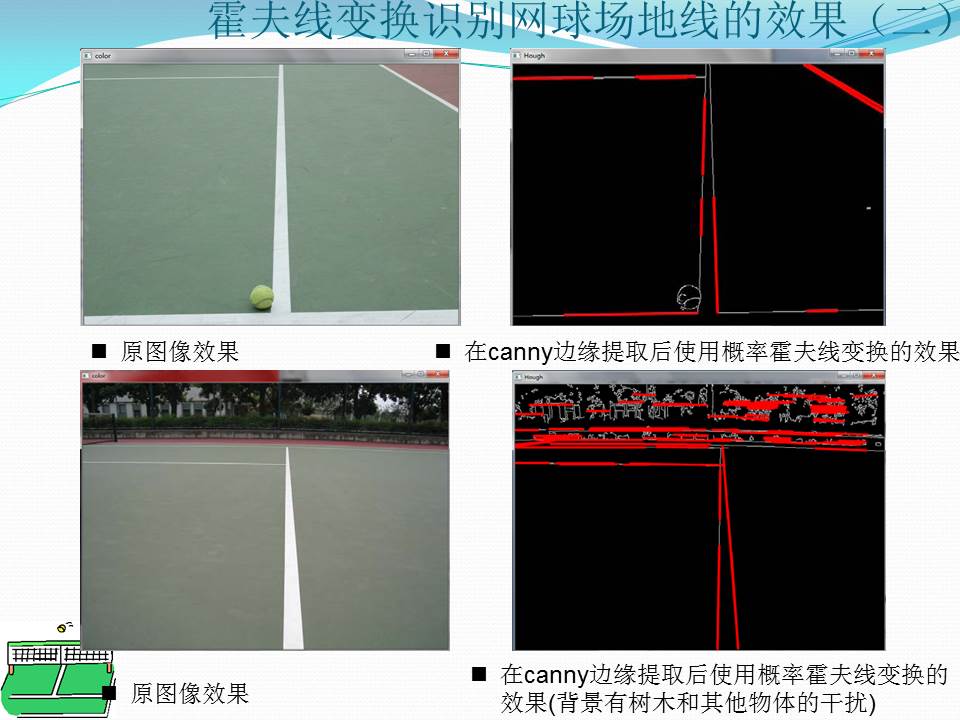 霍夫线变换识别网球场地线的效果（二）
color
Hough
原图像效果
在canny边缘提取后使用概率霍夫线变换的效果
color
Hough
原图像效果
在canny边缘提取后使用概率霍夫线变换的
效果(背景有树木和其他物体的干扰)